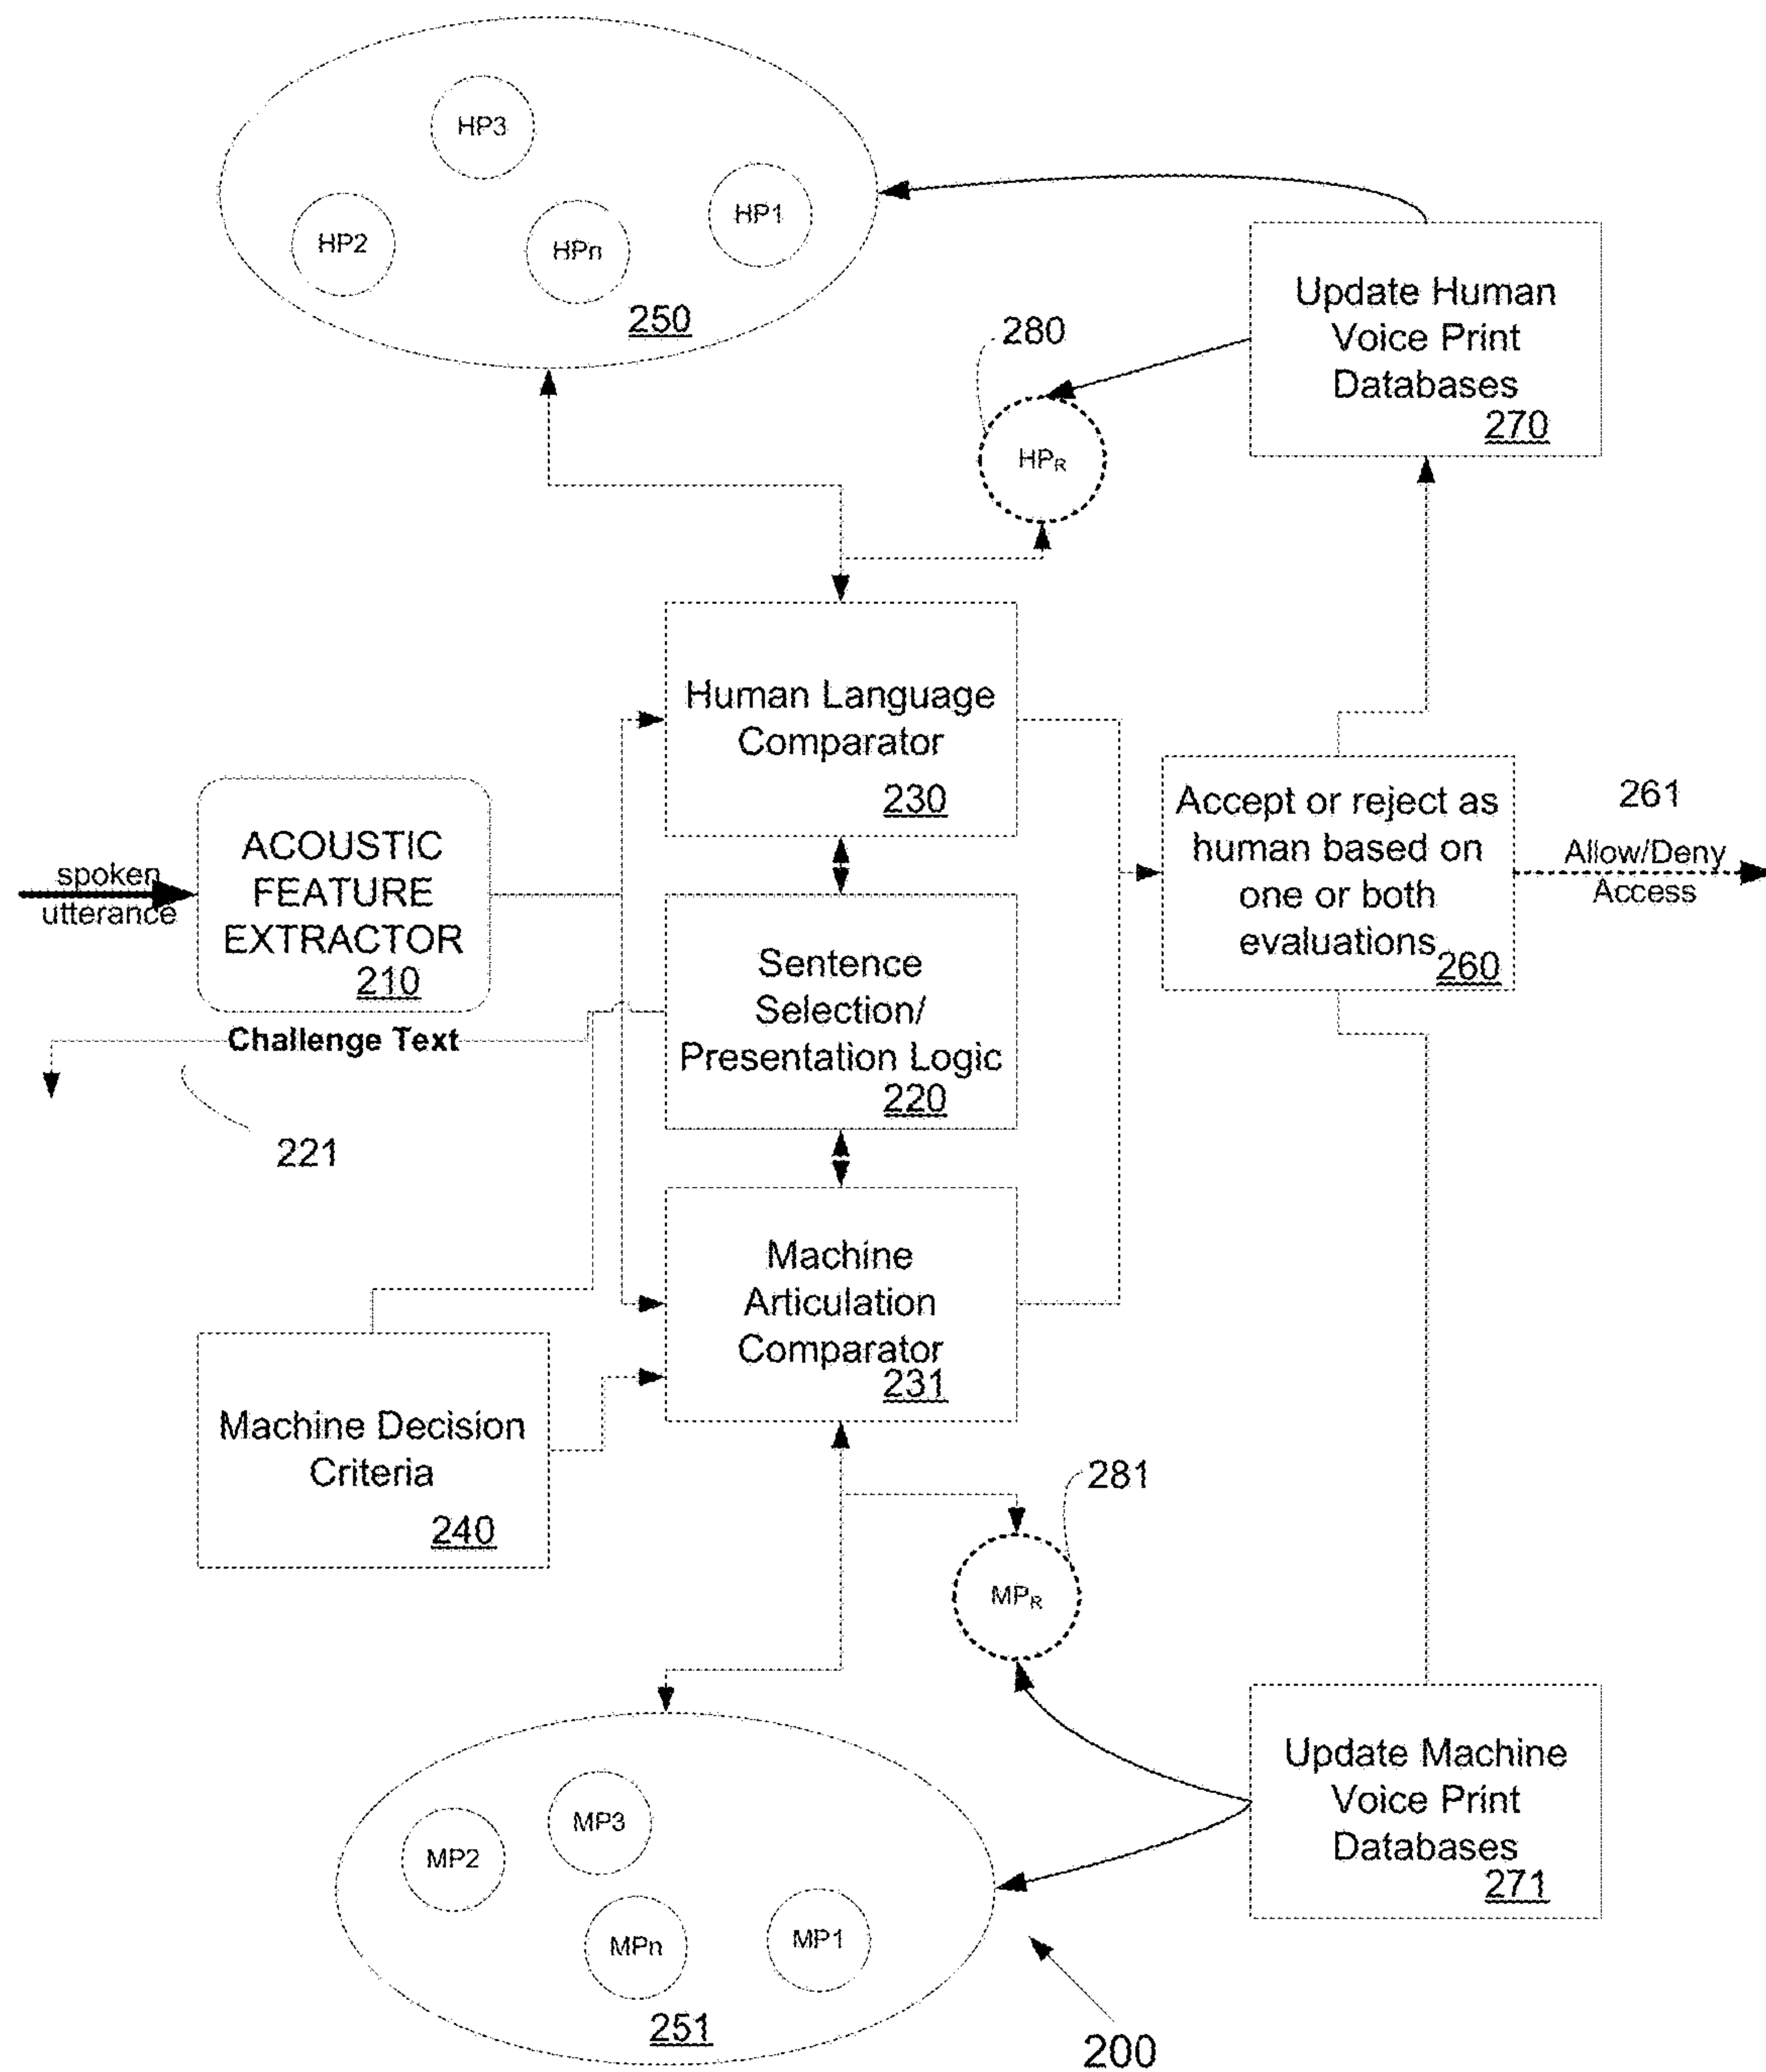 HP3
HP1
HP2
HPn
250
Update Human
Voice Print
Databases
270
280
HPR
Human Language
Comparator
230
ACOUSTIC
FEATURE
EXTRACTOR
210
spoken
utterance
Accept or reject as
human based on
one or both
evaluations
260
261
Allow/Deny
Access
Sentence
Selection/
Presentation Logic
220
Challenge Text
221
Machine
Articulation
Comparator
231
Machine Decision
Criteria
240
281
MPR
Update Machine
Voice Print
Databases
271
MP3
MP2
MPn
MP1
251
200